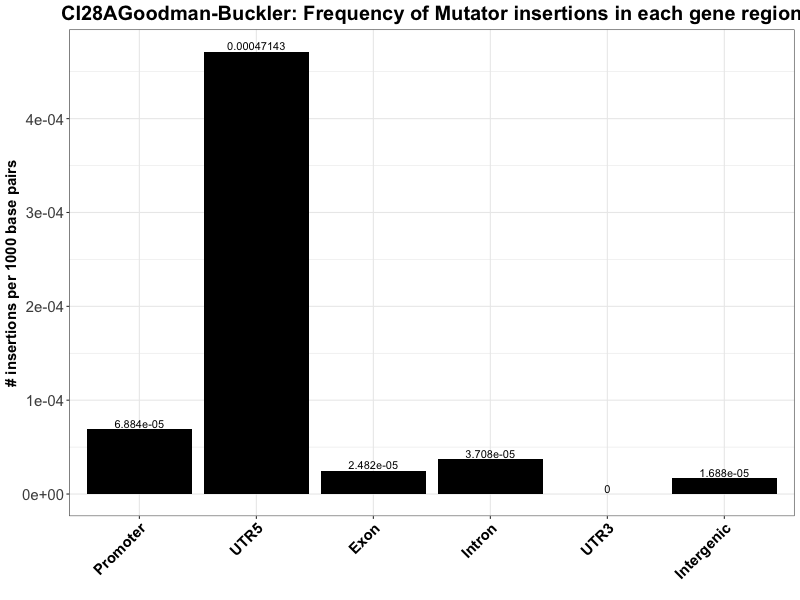 CI28AGoodman-Buckler: Frequency of Mutator insertions in each gene region
# insertions per 1000 base pairs
4e-04
3e-04
2e-04
1e-04
0e+00
0.00047143
6.884e-05
2.482e-05
3.708e-05
0
1.688e-05
Promoter
UTR5
Exon
Intron
UTR3
Intergenic